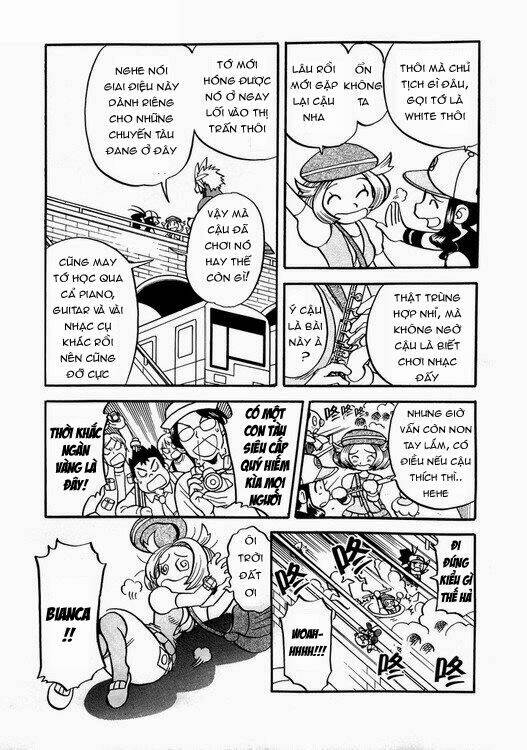 THÔI MÀ CHỦ
TỊCH GÌ ĐÂU,
GỌI TỚ LÀ
WHITE THÔI
ỔN
KHÔNG
TA
LÂU RỒI
MỚI GẶP
LẠI CẬU
NHA
TỚ MỚI
HÓNG ĐƯỢC
NÓ Ở NGAY
LỐI VÀO THỊ
TRẤN THÔI
NGHE NÓI
GIAI ĐIỆU NÀY
DÀNH RIÊNG
CHO NHỮNG
CHUYẾN TÀU
ĐANG Ở ĐÂY
VẬY MÀ
CẬU ĐÃ
CHƠI NÓ
HAY THẾ
CÒN GÌ!
CŨNG MAY
TỚ HỌC QUA
CẢ PIANO,
GUITAR VÀ VÀI
NHẠC CỤ
KHÁC RỒI
NÊN CŨNG
ĐỠ CỰC
THẬT TRÙNG
HỢP NHỈ, MÀ
KHÔNG NGỜ
CẬU LÀ BIẾT
CHƠI NHẠC
ĐẤY
Ý CẬU
LÀ BÀI
NÀY À
?
NHƯNG GIỜ
VẪN CÒN NON
TAY LẮM, CÓ
ĐIỀU NẾU CẬU
THÍCH THÌ..
HEHE
CÓ MỘT
CON TÀU
SIÊU CẤP
QUÝ HIẾM
KÌA MỌI
NGƯỜI
THỜI KHẮC
NGÀN
VÀNG LÀ
ĐÂY!
ĐI
ĐỨNG
KIỂU GÌ
THẾ HẢ
咚
咚
咚
咚
WOAH-
HHHH!!!
ÔI
TRỜI
ĐẤT
ƠI
BIANCA
!!